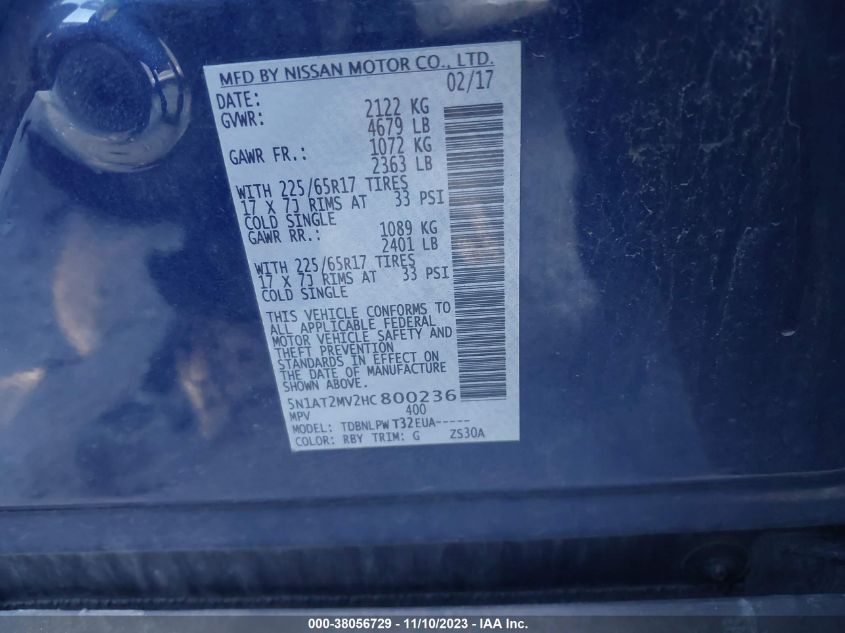 MFD BY NISSAN MOTOR CO., LTD.
DATE: 02/17
GVWR: 2122 KG
4679 LB
GAWR FR.: 1072 KG
2363 LB
WITH 225/65R17 TIRES
17 X 7J RIMS AT 33 PSI
COLD SINGLE
GAWR RR.: 1089 KG
2401 LB
WITH 225/65R17 TIRES
17 X 7J RIMS AT 33 PSI
COLD SINGLE
THIS VEHICLE CONFORMS TO
ALL APPLICABLE FEDERAL
MOTOR VEHICLE SAFETY AND
THEFT PREVENTION
STANDARDS IN EFFECT ON
THE DATE OF MANUFACTURE
SHOWN ABOVE.
5N1AT2MV2HC 800236
MPV 400
MODEL: TDBNLPW T32EUA-----
COLOR: RBY TRIM: G ZS30A
000-38056729 - 11/10/2023 - IAA Inc.